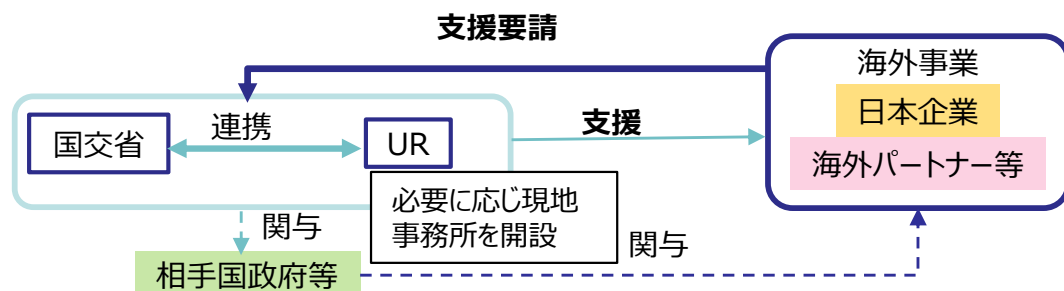 支援要請
海外事業
日本企業
海外パートナー等
国交省
連携
UR
支援
必要に応じ現地
事務所を開設
関与
関与
相手国政府等